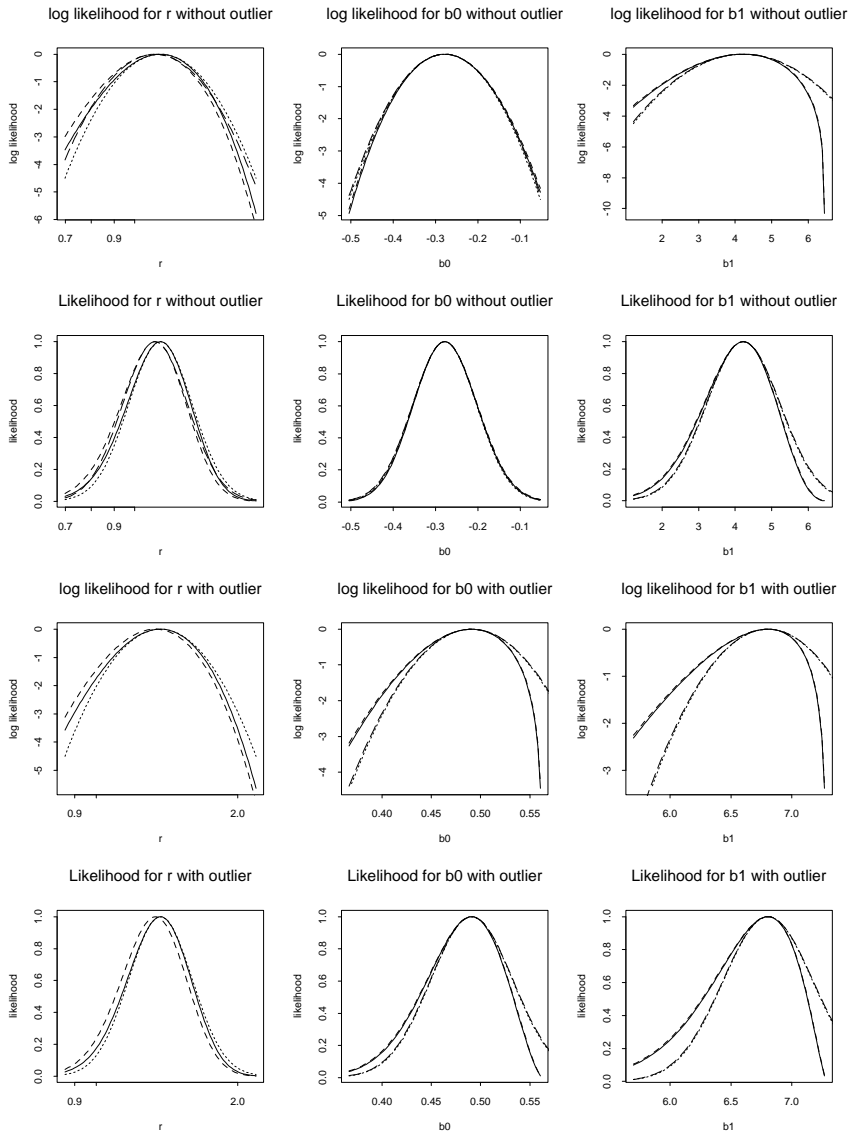 log likelihood for r without outlier
log likelihood
0
-1
-2
-3
-4
-5
-6
0.7 0.9
r
log likelihood for b0 without outlier
log likelihood
0
-1
-2
-3
-4
-5
-0.5 -0.4 -0.3 -0.2 -0.1
b0
log likelihood for b1 without outlier
log likelihood
0
-2
-4
-6
-8
-10
2 3 4 5 6
b1
Likelihood for r without outlier
likelihood
1.0
0.8
0.6
0.4
0.2
0.0
0.7 0.9
r
Likelihood for b0 without outlier
likelihood
1.0
0.8
0.6
0.4
0.2
0.0
-0.5 -0.4 -0.3 -0.2 -0.1
b0
Likelihood for b1 without outlier
likelihood
1.0
0.8
0.6
0.4
0.2
0.0
2 3 4 5 6
b1
log likelihood for r with outlier
log likelihood
0
-1
-2
-3
-4
-5
0.9 2.0
r
log likelihood for b0 with outlier
log likelihood
0
-1
-2
-3
-4
0.40 0.45 0.50 0.55
b0
log likelihood for b1 with outlier
log likelihood
0
-1
-2
-3
6.0 6.5 7.0
b1
Likelihood for r with outlier
likelihood
1.0
0.8
0.6
0.4
0.2
0.0
0.9 2.0
r
Likelihood for b0 with outlier
likelihood
1.0
0.8
0.6
0.4
0.2
0.0
0.40 0.45 0.50 0.55
b0
Likelihood for b1 with outlier
likelihood
1.0
0.8
0.6
0.4
0.2
0.0
6.0 6.5 7.0
b1